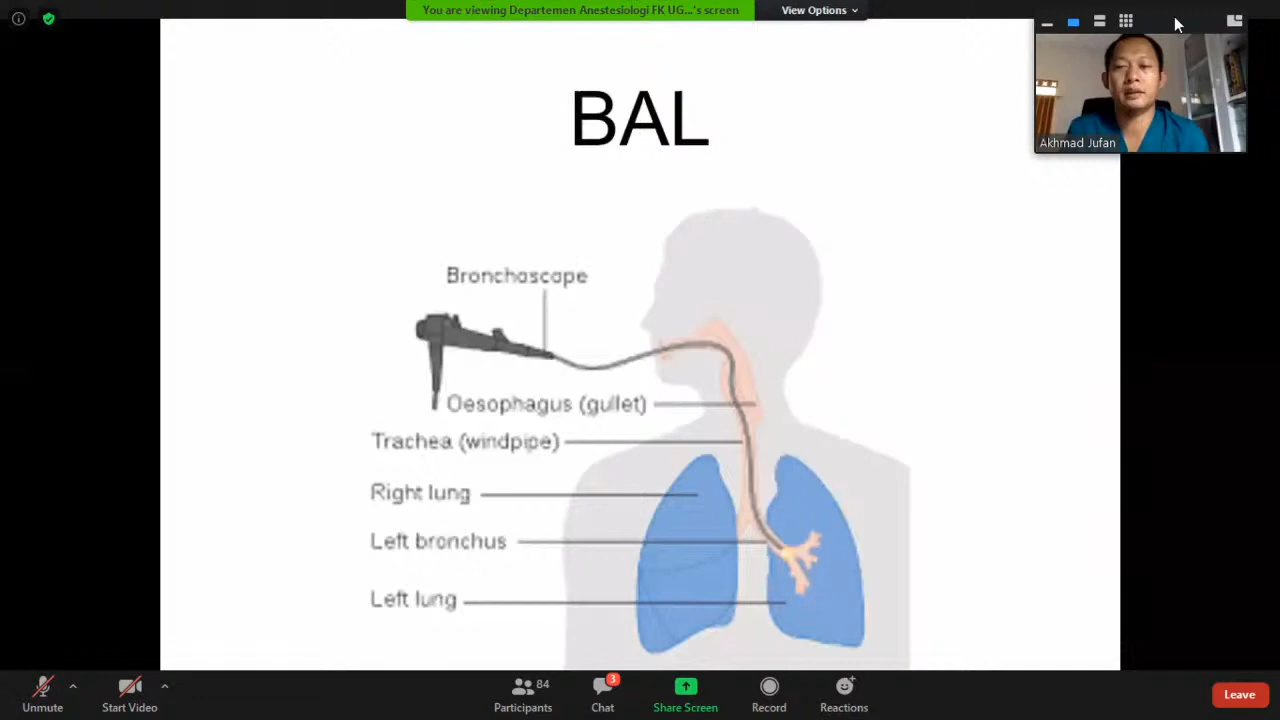 You are viewing Departemen Anestesiologi FK UG...'s screen
View Options
BAL
Akhmad Jufan
Bronchoscope
Oesophagus (gullet)
Trachea (windpipe)
Right lung
Left bronchus
Left lung
Unmute
Start Video
84
Participants
3
Chat
Share Screen
Record
Reactions
Leave